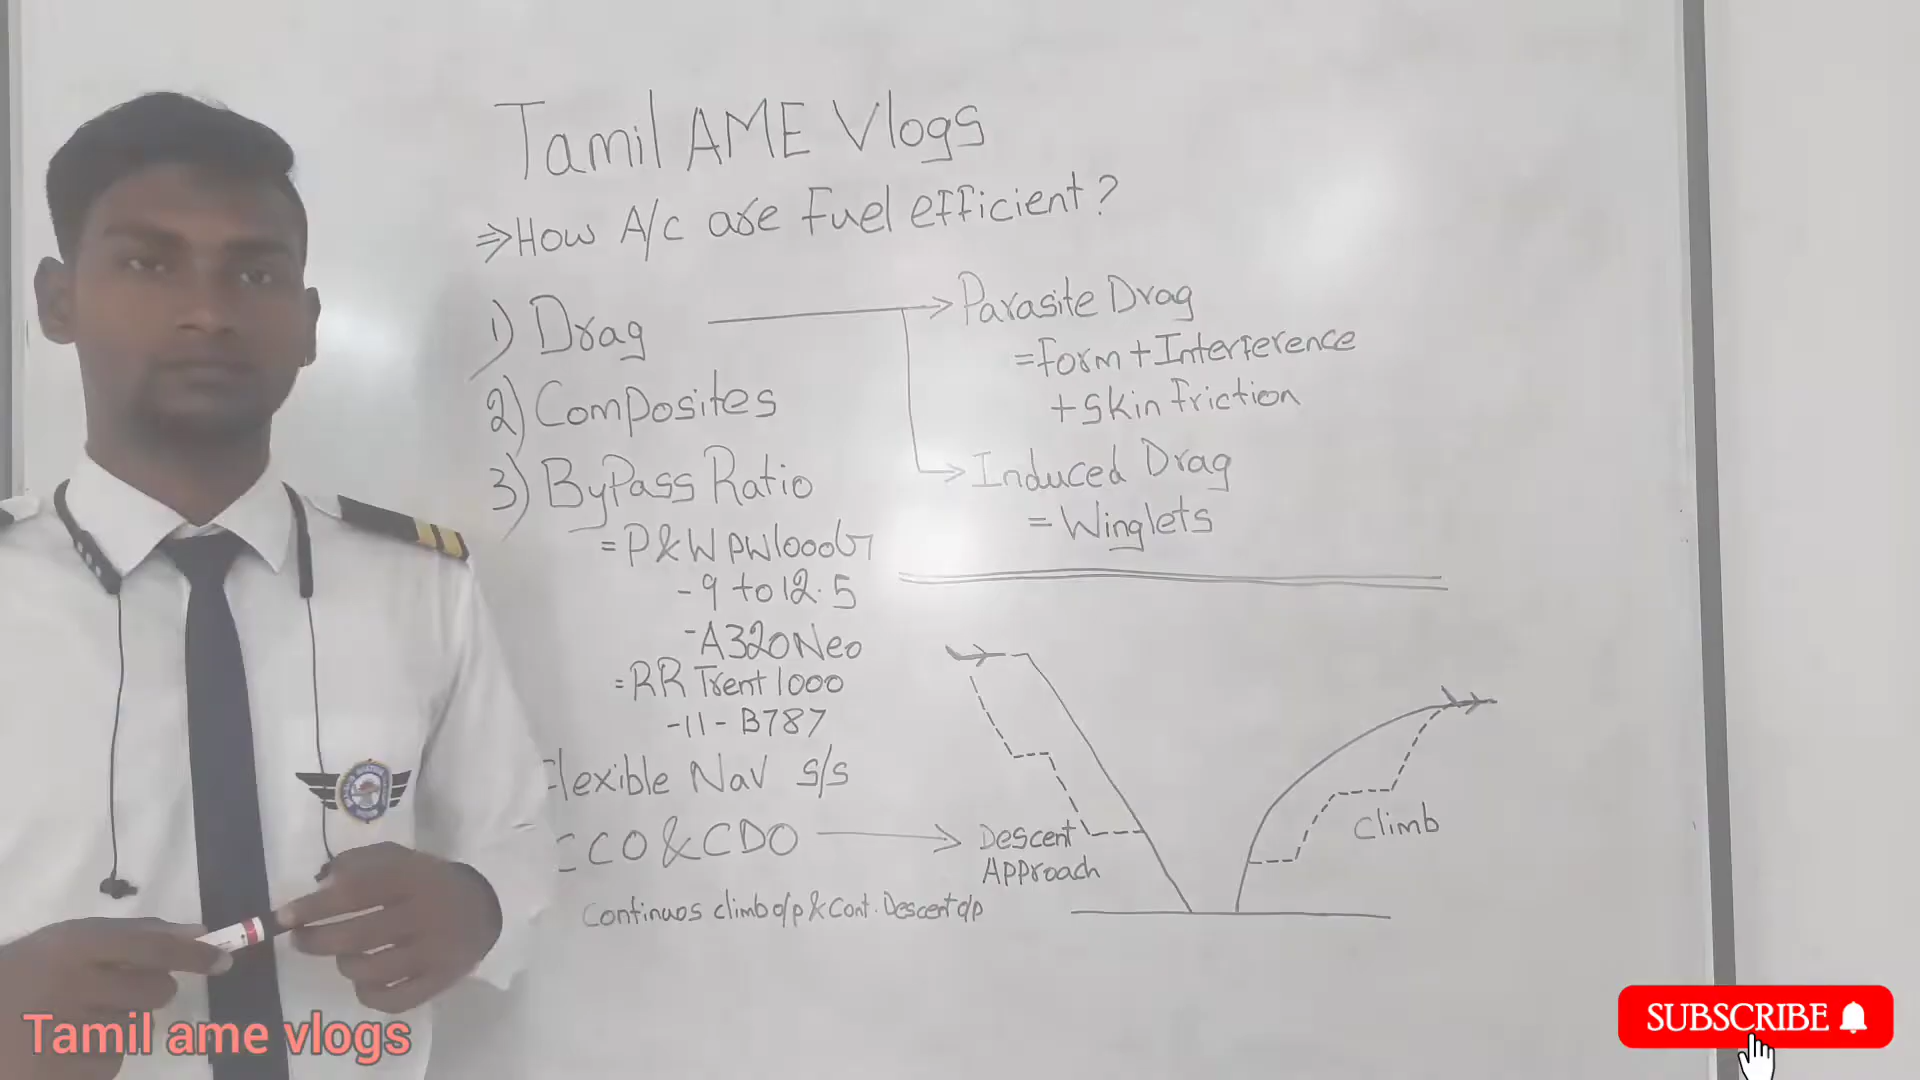 Tamil AME Vlogs
⇒How A/c are Fuel efficient?
1) Drag
2) Composites
3) ByPass Ratio
= P&W PW1000G
- 9 to 12.5
- A320Neo
= RR Trent 1000
- 11 - B787
Flexible Nav s/s
CCO & CDO
Continuos climb o/p & Cont. Descent o/p
Parasite Drag
= Form + Interference
+ Skin Friction
Induced Drag
= Winglets
Descent
Approach
Climb
Tamil ame vlogs
SUBSCRIBE